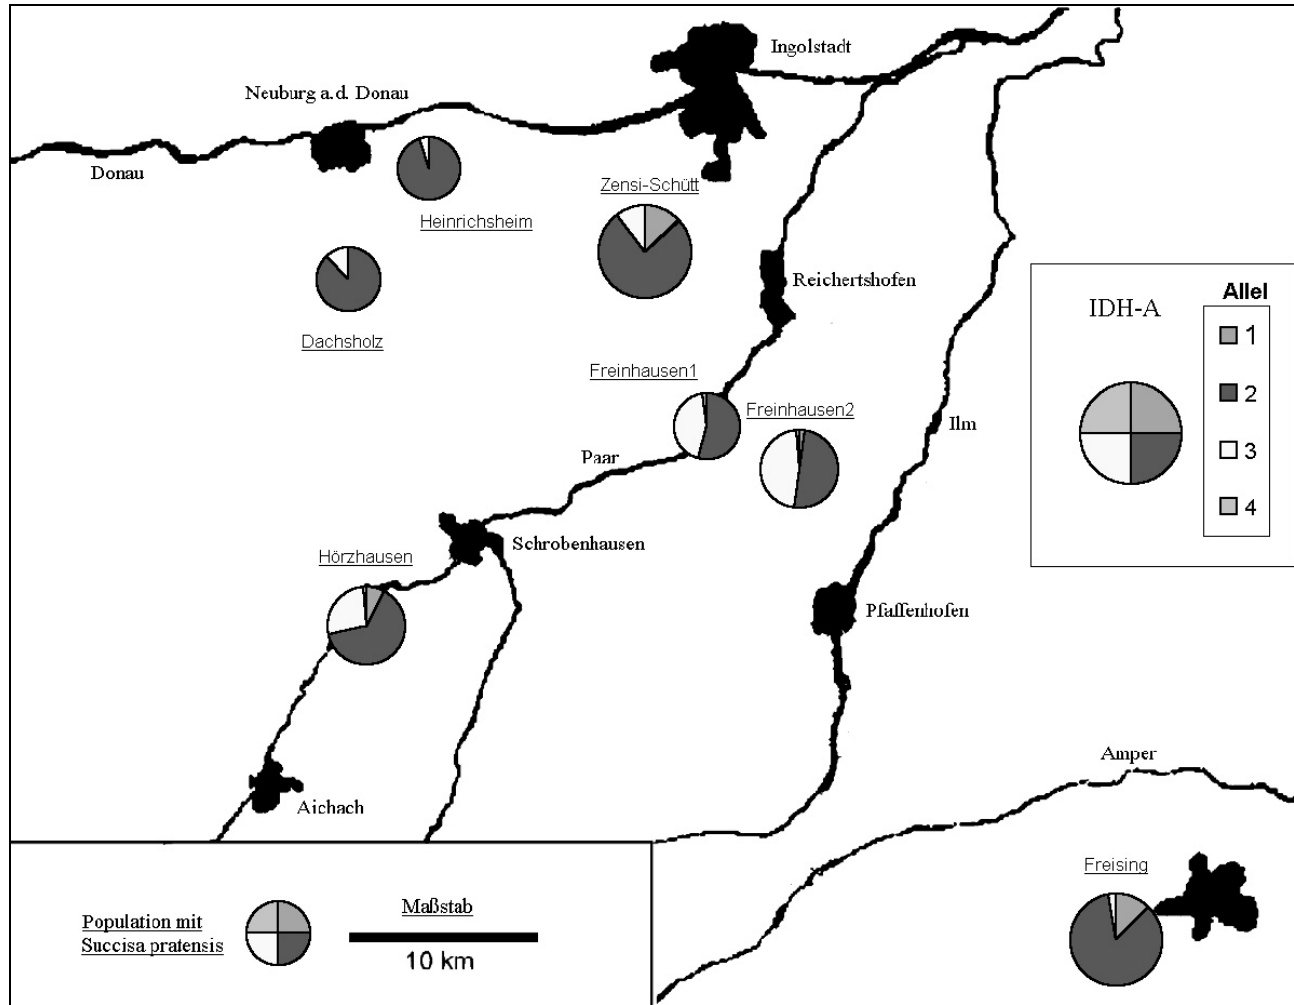 Ingolstadt
Neuburg a.d. Donau
Donau
Heinrichsheim
Zensi-Schütt
Reichertshofen
Dachsholz
Freinhausen1
Freinhausen2
Ilm
Paar
Schrobenhausen
Hörzhausen
Pfaffenhofen
Aichach
Amper
Freising
IDH-A
Allel
1
2
3
4
Population mit
Succisa pratensis
Maßstab
10 km